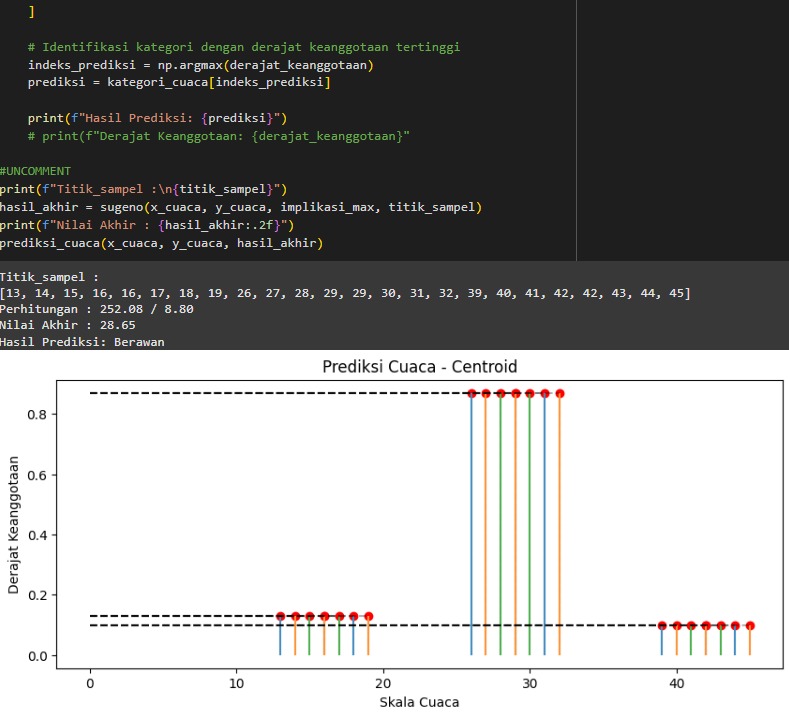 ]
# Identifikasi kategori dengan derajat keanggotaan tertinggi
indeks_prediksi = np.argmax(derajat_keanggotaan)
prediksi = kategori_cuaca[indeks_prediksi]
print(f"Hasil Prediksi: {prediksi}")
# print(f"Derajat Keanggotaan: {derajat_keanggotaan}"
#UNCOMMENT
print(f"Titik_sampel :\n{titik_sampel}")
hasil_akhir = sugeno(x_cuaca, y_cuaca, implikasi_max, titik_sampel)
print(f"Nilai Akhir : {hasil_akhir:.2f}")
prediksi_cuaca(x_cuaca, y_cuaca, hasil_akhir)
Titik_sampel :
[13, 14, 15, 16, 16, 17, 18, 19, 26, 27, 28, 29, 29, 30, 31, 32, 39, 40, 41, 42, 42, 43, 44, 45]
Perhitungan : 252.08 / 8.80
Nilai Akhir : 28.65
Hasil Prediksi: Berawan
Prediksi Cuaca - Centroid
0.8
0.6
0.4
0.2
0.0
Derajat Keanggotaan
0 10 20 30 40
Skala Cuaca